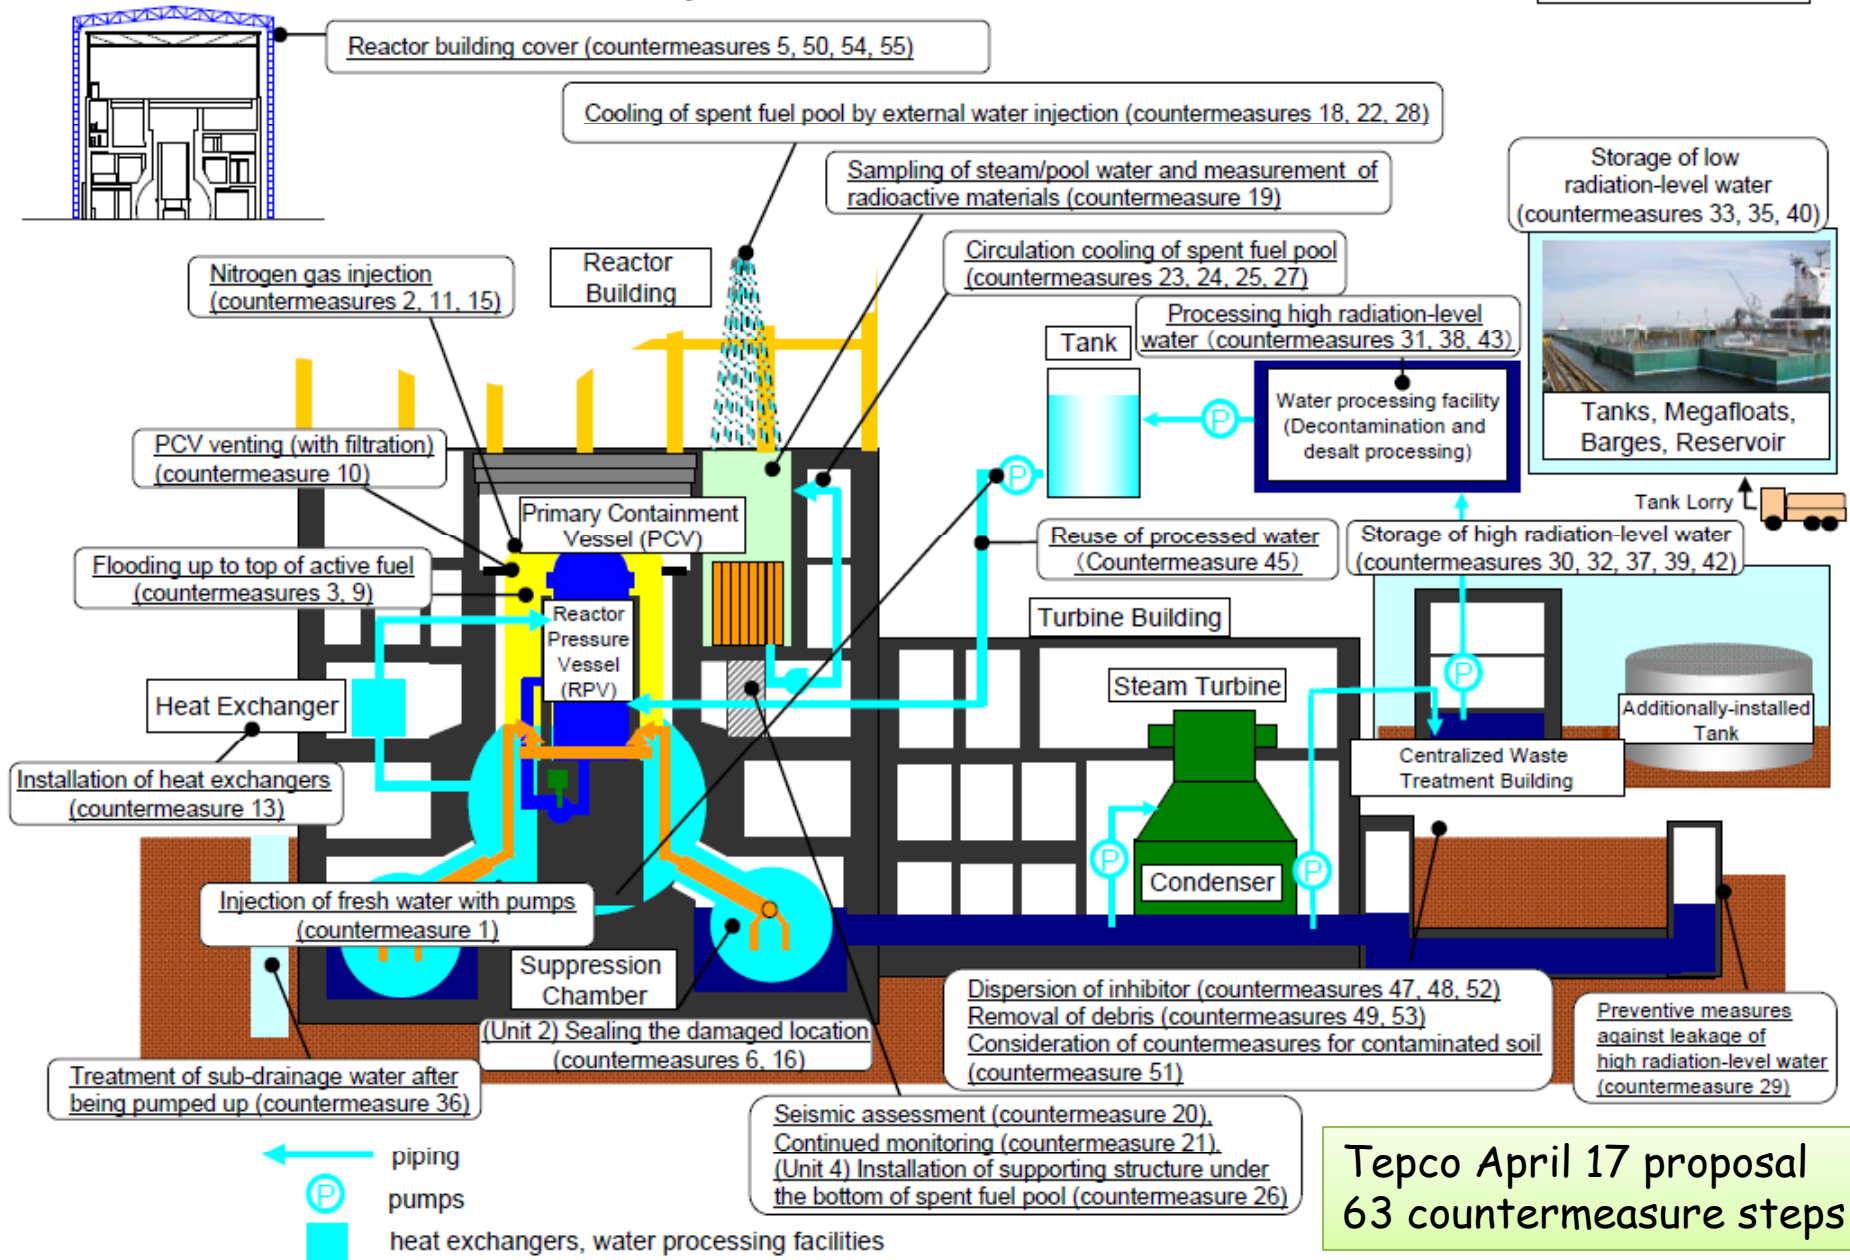 Reactor building cover (countermeasures 5, 50, 54, 55)
Cooling of spent fuel pool by external water injection (countermeasures 18, 22, 28)
Sampling of steam/pool water and measurement of
radioactive materials (countermeasure 19)
Storage of low
radiation-level water
(countermeasures 33, 35, 40)
Nitrogen gas injection
(countermeasures 2, 11, 15)
Reactor
Building
Circulation cooling of spent fuel pool
(countermeasures 23, 24, 25, 27)
Processing high radiation-level
water (countermeasures 31, 38, 43)
Tank
P
Water processing facility
(Decontamination and
desalt processing)
Tanks, Megafloats,
Barges, Reservoir
PCV venting (with filtration)
(countermeasure 10)
P
Tank Lorry
Primary Containment
Vessel (PCV)
Reuse of processed water
(Countermeasure 45)
Storage of high radiation-level water
(countermeasures 30, 32, 37, 39, 42)
Flooding up to top of active fuel
(countermeasures 3, 9)
Reactor
Pressure
Vessel
(RPV)
Turbine Building
Heat Exchanger
Steam Turbine
P
Additionally-installed
Tank
Centralized Waste
Treatment Building
Installation of heat exchangers
(countermeasure 13)
P
P
Condenser
Injection of fresh water with pumps
(countermeasure 1)
Suppression
Chamber
(Unit 2) Sealing the damaged location
(countermeasures 6, 16)
Dispersion of inhibitor (countermeasures 47, 48, 52)
Removal of debris (countermeasures 49, 53)
Consideration of countermeasures for contaminated soil
(countermeasure 51)
Preventive measures
against leakage of
high radiation-level water
(countermeasure 29)
Treatment of sub-drainage water after
being pumped up (countermeasure 36)
Seismic assessment (countermeasure 20),
Continued monitoring (countermeasure 21),
(Unit 4) Installation of supporting structure under
the bottom of spent fuel pool (countermeasure 26)
piping
P
pumps
heat exchangers, water processing facilities
Tepco April 17 proposal
63 countermeasure steps